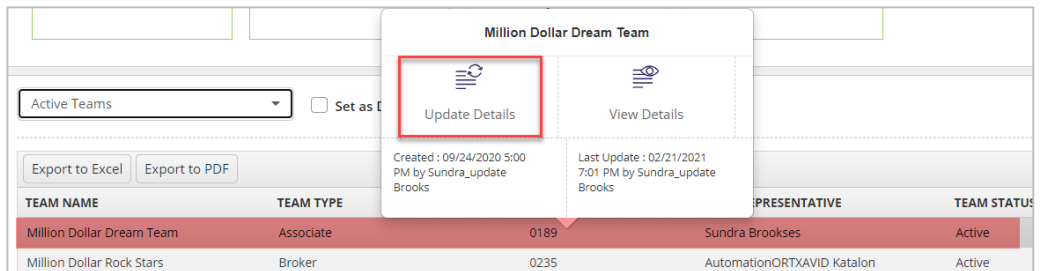 Million Dollar Dream Team
Update Details
View Details
Active Teams
Set as
Created : 09/24/2020 5:00
PM by Sundra_update
Brooks
Last Update : 02/21/2021
7:01 PM by Sundra_update
Brooks
Export to Excel Export to PDF
TEAM NAME TEAM TYPE PRESENTATIVE TEAM STATUS
Million Dollar Dream Team Associate 0189 Sundra Brookses Active
Million Dollar Rock Stars Broker 0235 AutomationORTXAVID Katalon Active